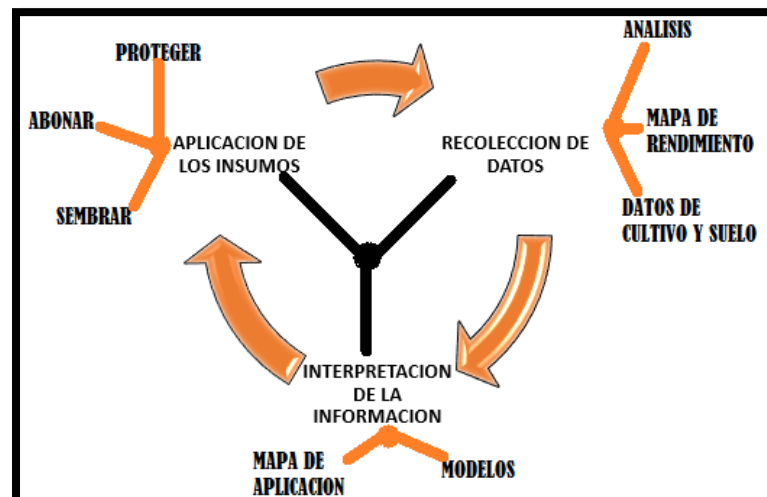 PROTEGER
ABONAR
SEMBRAR
APLICACION DE
LOS INSUMOS
RECOLECCION DE
DATOS
ANALISIS
MAPA DE
RENDIMIENTO
DATOS DE
CULTIVO Y SUELO
INTERPRETACION
DE LA
INFORMACION
MAPA DE
APLICACION
MODELOS